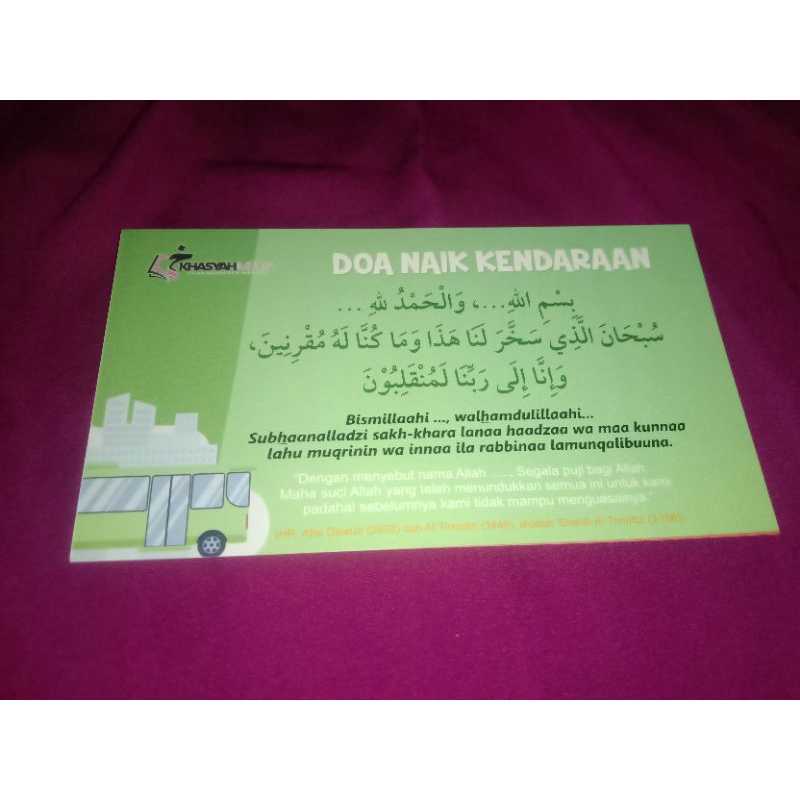 KHASYAH
DOA NAIK KENDARAAN
بِسْمِ اللهِ...، وَالْحَمْدُ للهِ ...
سُبْحَانَ الَّذِي سَخَّرَ لَنَا هَذَا وَمَا كُنَّا لَهُ مُقْرِنِينَ،
وَإِنَّا إِلَى رَبِّنَا لَمُنْقَلِبُوْنَ
Bismillaahi ..., walhamdulillaahi...
Subhaanalladzi sakh-khara lanaa haadzaa wa maa kunnaa
lahu muqrinin wa innaa ila rabbinaa lamunqalibuuna.
"Dengan menyebut nama Allah ...... Segala puji bagi Allah...
Maha suci Allah yang telah menundukkan semua ini untuk kami
padahal sebelumnya kami tidak mampu menguasainya."
(HR. Abu Dawud (2602) dan At Tirmidzi (3446), Shahih At Tirmidzi